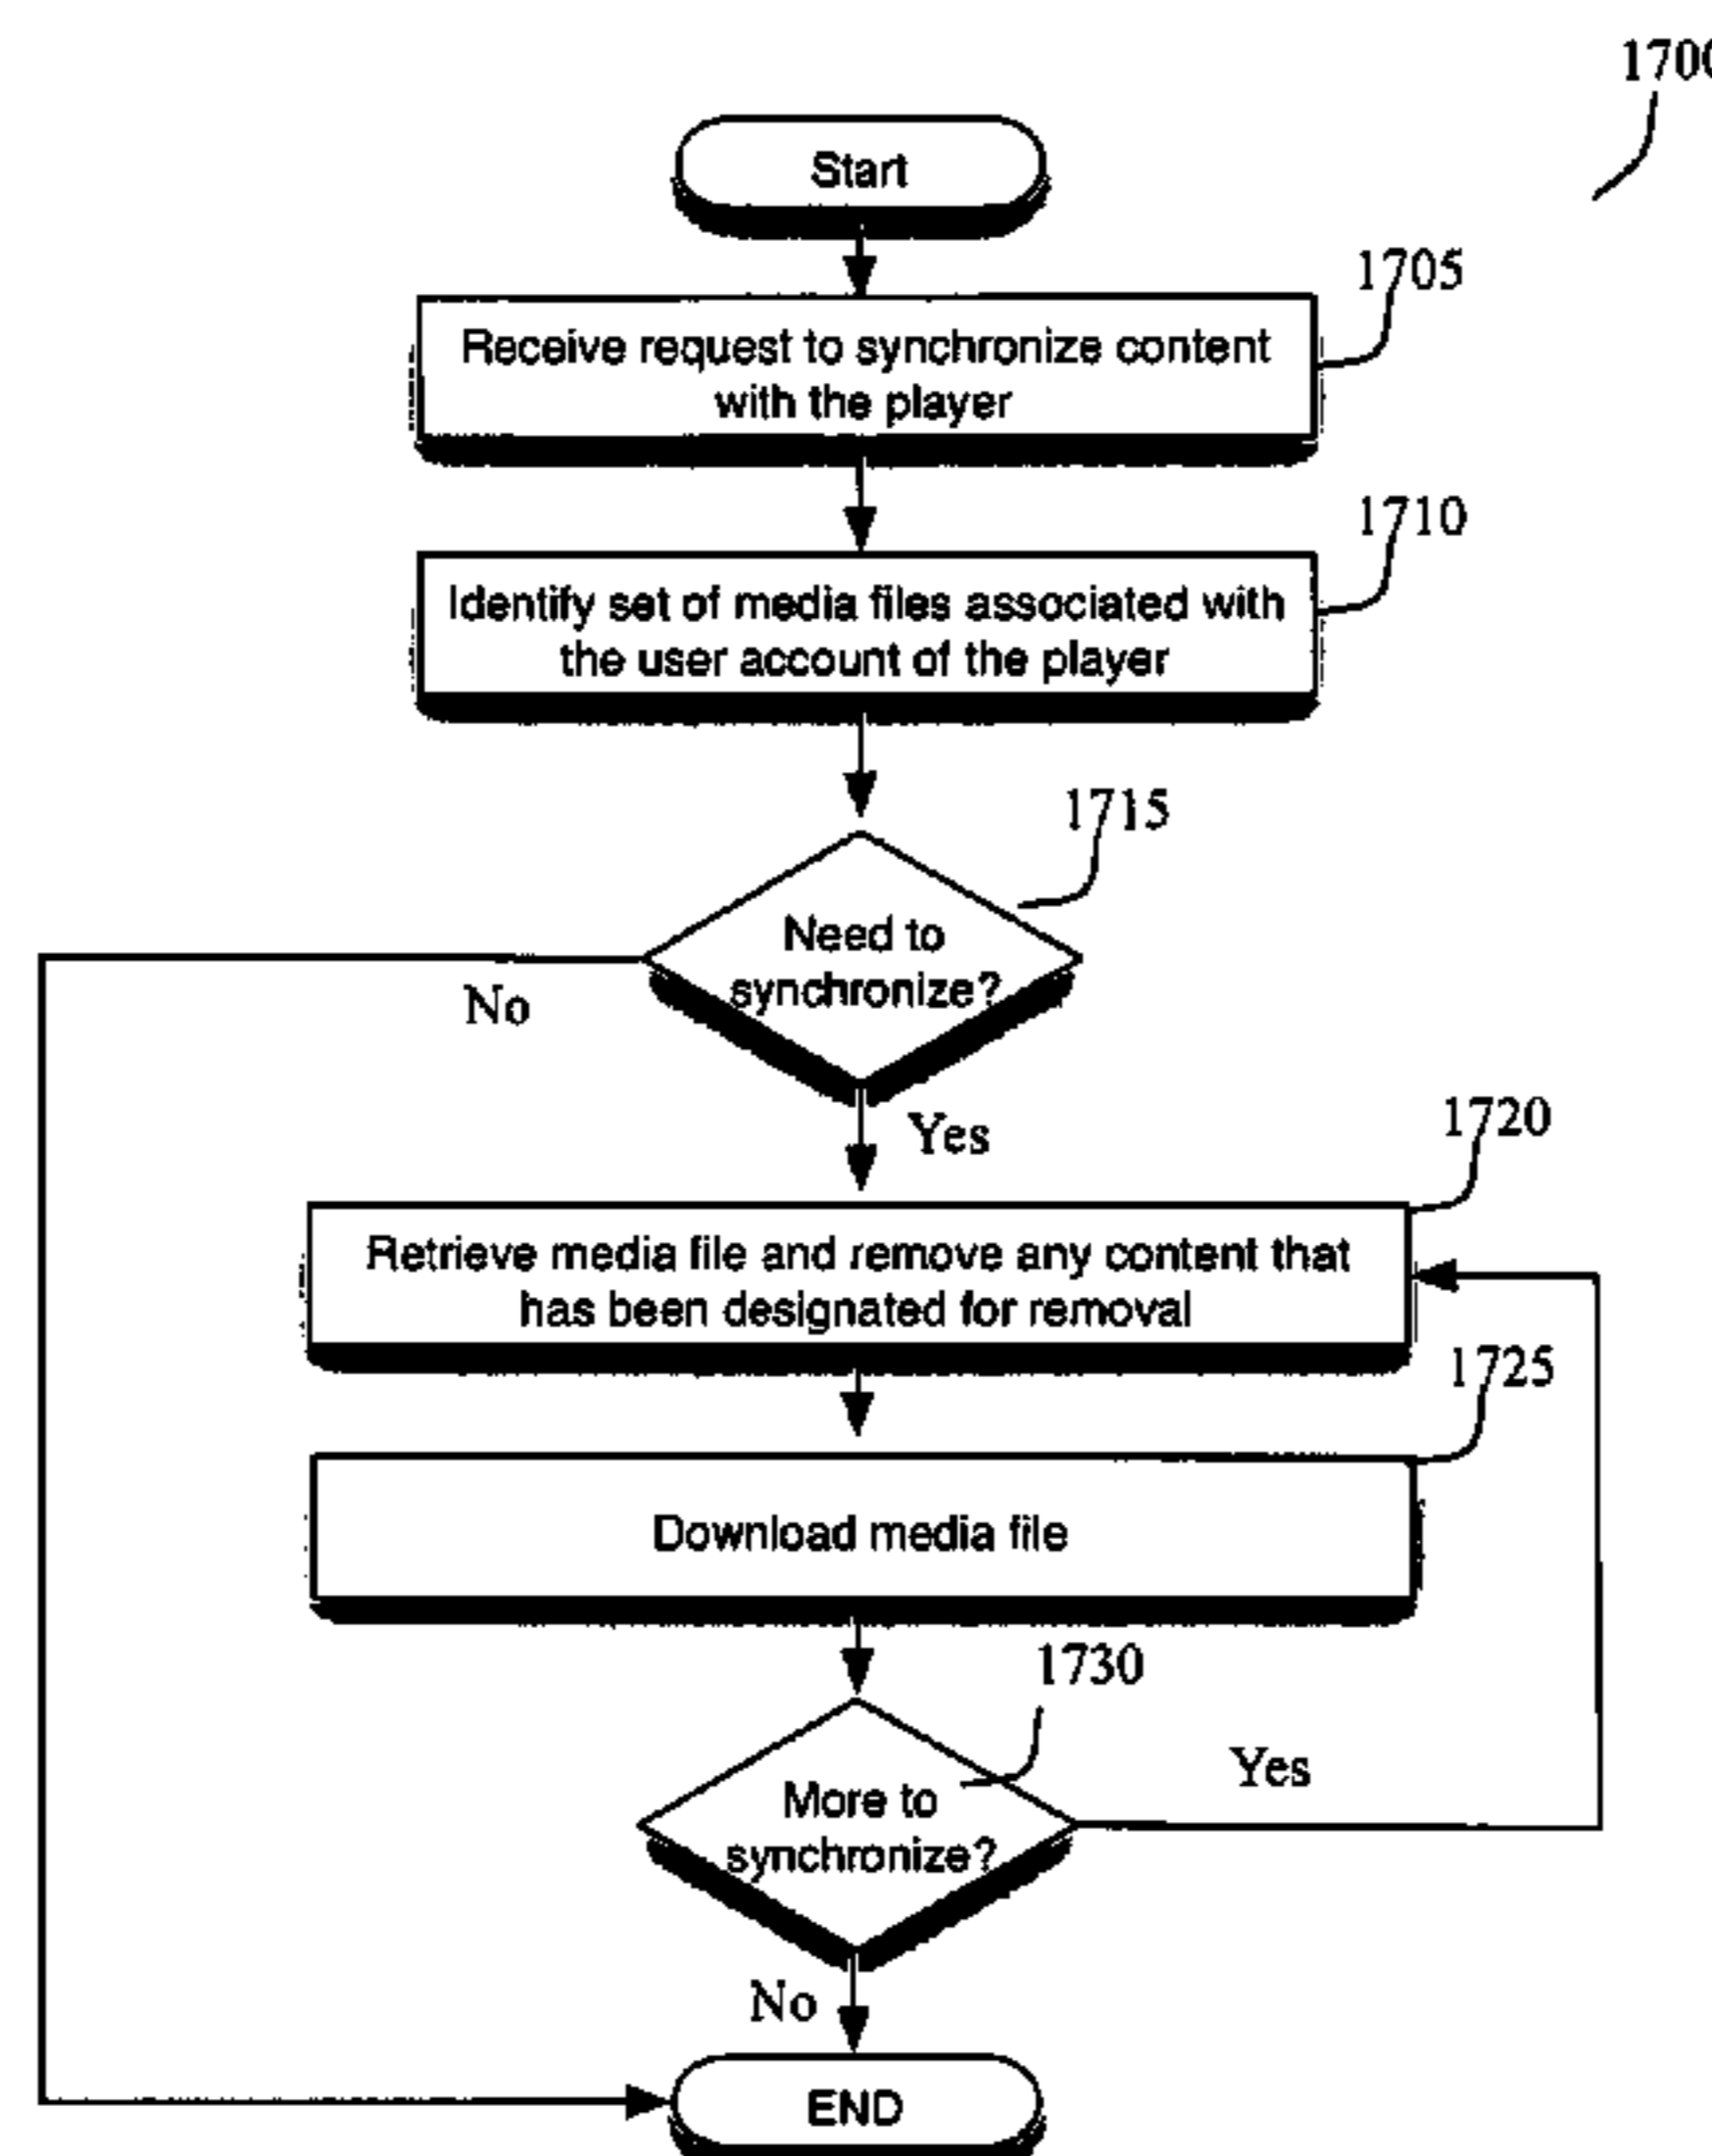 1700
Start
1705
Receive request to synchronize content
with the player
1710
Identify set of media files associated with
the user account of the player
1715
Need to
synchronize?
No
Yes
1720
Retrieve media file and remove any content that
has been designated for removal
1725
Download media file
1730
More to
synchronize?
Yes
No
END